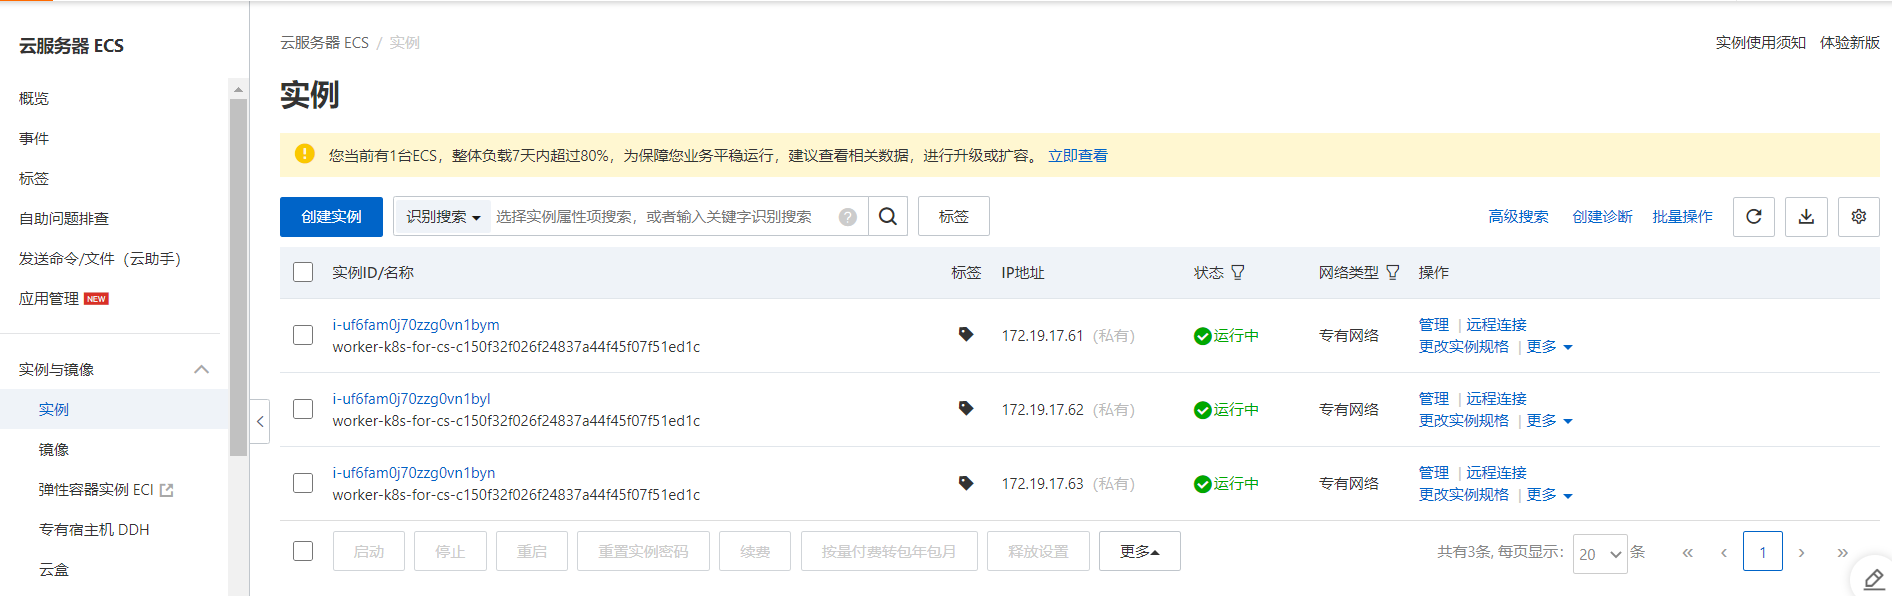 云服务器 ECS
概览
事件
标签
自助问题排查
发送命令/文件（云助手）
应用管理 NEW
实例与镜像
实例
镜像
弹性容器实例 ECI
专有宿主机 DDH
云盒
云服务器 ECS / 实例
实例使用须知 体验新版
实例
您当前有1台ECS，整体负载7天内超过80%，为保障您业务平稳运行，建议查看相关数据，进行升级或扩容。 立即查看
创建实例 识别搜索 选择实例属性项搜索，或者输入关键字识别搜索 ? 标签 高级搜索 创建诊断 批量操作
实例ID/名称 标签 IP地址 状态 网络类型 操作
i-uf6fam0j70zzg0vn1bym
worker-k8s-for-cs-c150f32f026f24837a44f45f07f51ed1c
172.19.17.61 (私有) 运行中 专有网络
管理 | 远程连接
更改实例规格 | 更多
i-uf6fam0j70zzg0vn1byl
worker-k8s-for-cs-c150f32f026f24837a44f45f07f51ed1c
172.19.17.62 (私有) 运行中 专有网络
管理 | 远程连接
更改实例规格 | 更多
i-uf6fam0j70zzg0vn1byn
worker-k8s-for-cs-c150f32f026f24837a44f45f07f51ed1c
172.19.17.63 (私有) 运行中 专有网络
管理 | 远程连接
更改实例规格 | 更多
启动 停止 重启 重置实例密码 续费 按量付费转包年包月 释放设置 更多 共有3条, 每页显示: 20 条 « ‹ 1 › »